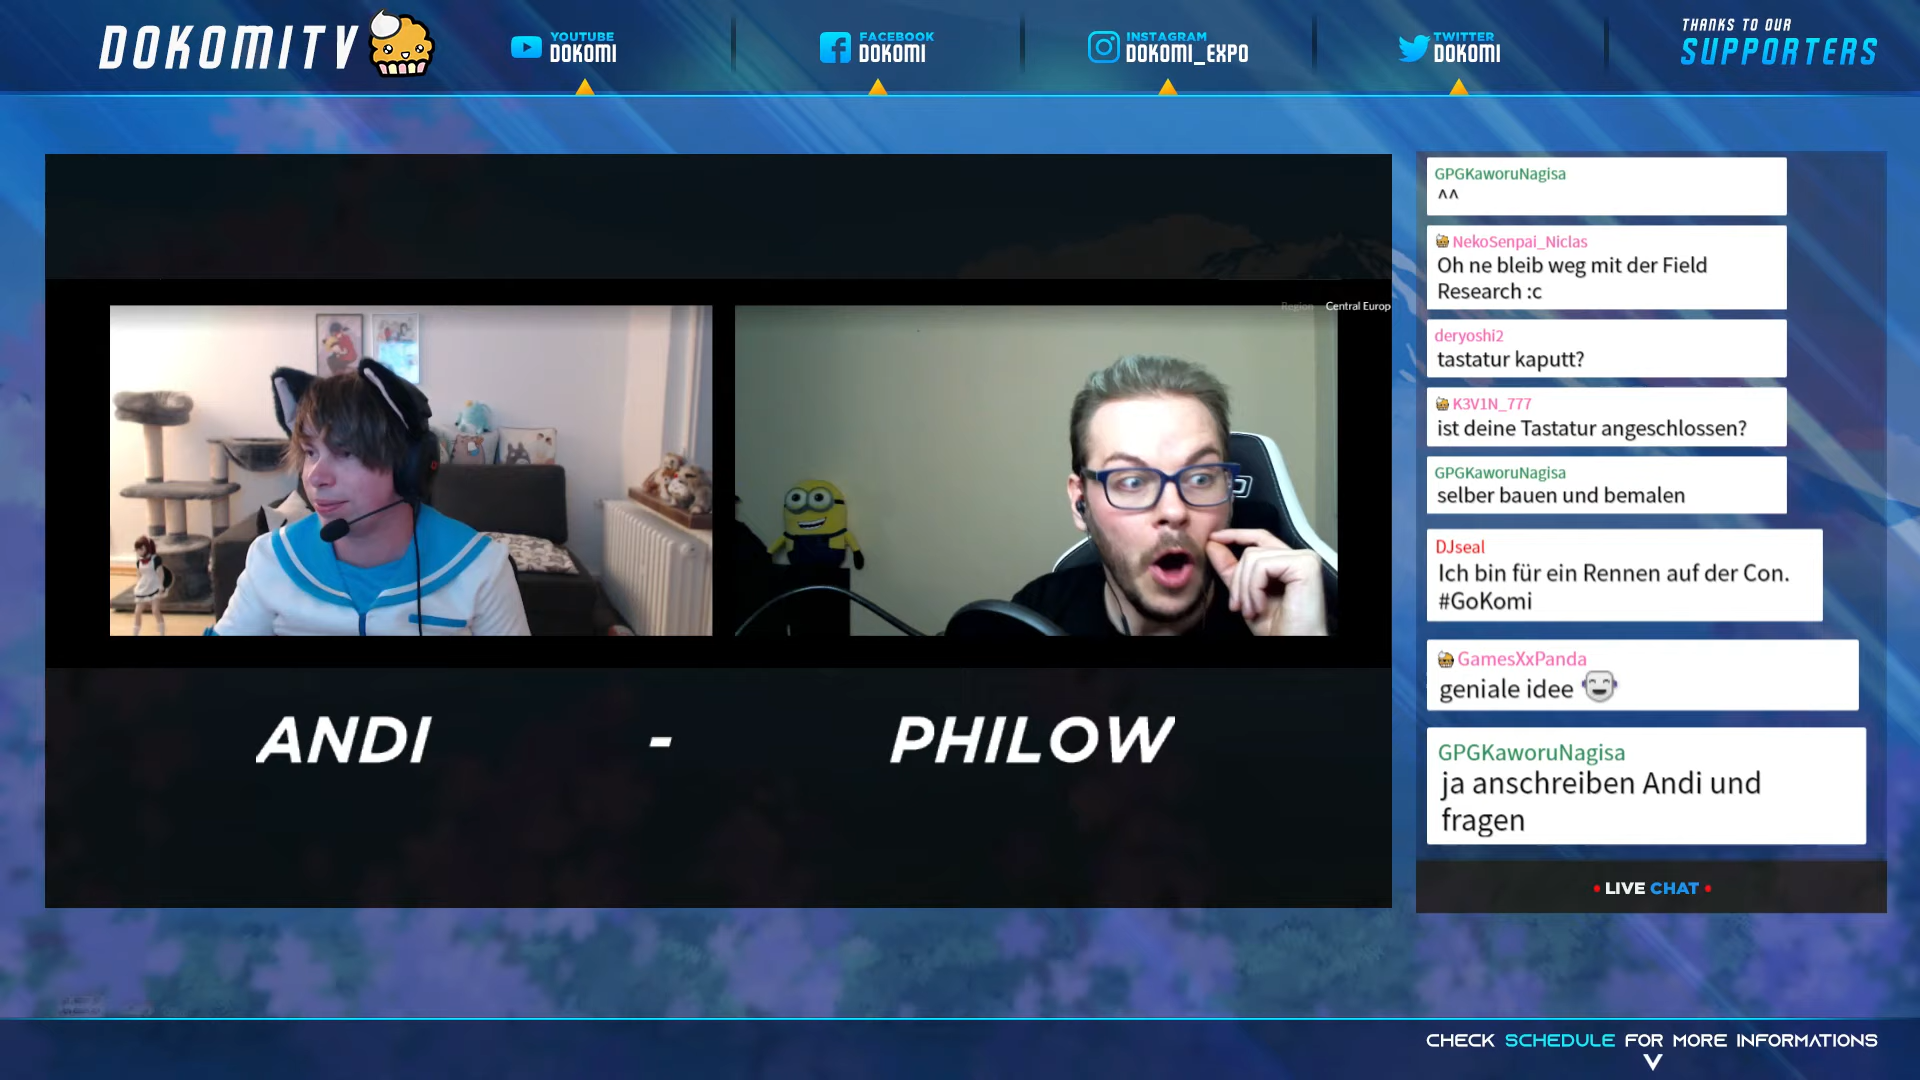 DOKOMITV
YOUTUBE
DOKOMI
FACEBOOK
DOKOMI
INSTAGRAM
DOKOMI_EXPO
TWITTER
DOKOMI
THANKS TO OUR
SUPPORTERS
Region Central Europ
ANDI - PHILOW
GPGKaworuNagisa
^^
NekoSenpai_Niclas
Oh ne bleib weg mit der Field
Research :c
deryoshi2
tastatur kaputt?
K3V1N_777
ist deine Tastatur angeschlossen?
GPGKaworuNagisa
selber bauen und bemalen
DJseal
Ich bin für ein Rennen auf der Con.
#GoKomi
GamesXxPanda
geniale idee
GPGKaworuNagisa
ja anschreiben Andi und
fragen
• LIVE CHAT •
CHECK SCHEDULE FOR MORE INFORMATIONS